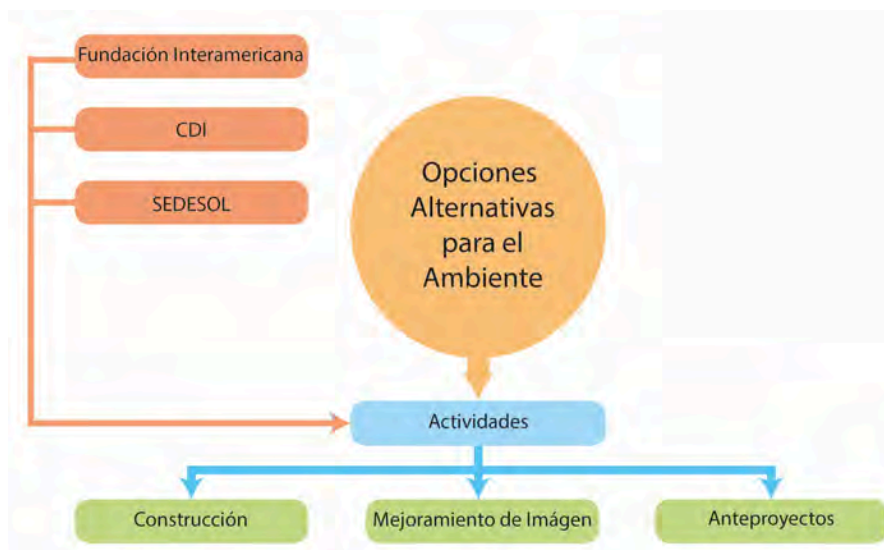 Fundación Interamericana
CDI
SEDESOL
Opciones
Alternativas
para el
Ambiente
Actividades
Construcción
Mejoramiento de Imágen
Anteproyectos